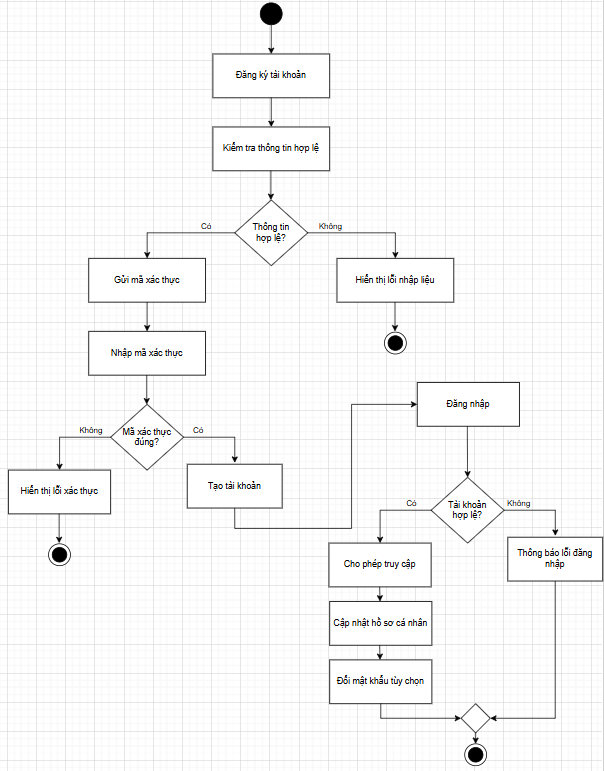 Đăng ký tài khoản
Kiểm tra thông tin hợp lệ
Thông tin
hợp lệ?
Có
Không
Gửi mã xác thực
Hiển thị lỗi nhập liệu
Nhập mã xác thực
Đăng nhập
Mã xác thực
đúng?
Không
Có
Hiển thị lỗi xác thực
Tạo tài khoản
Tài khoản
hợp lệ?
Có
Không
Cho phép truy cập
Thông báo lỗi đăng
nhập
Cập nhật hồ sơ cá nhân
Đổi mật khẩu tùy chọn